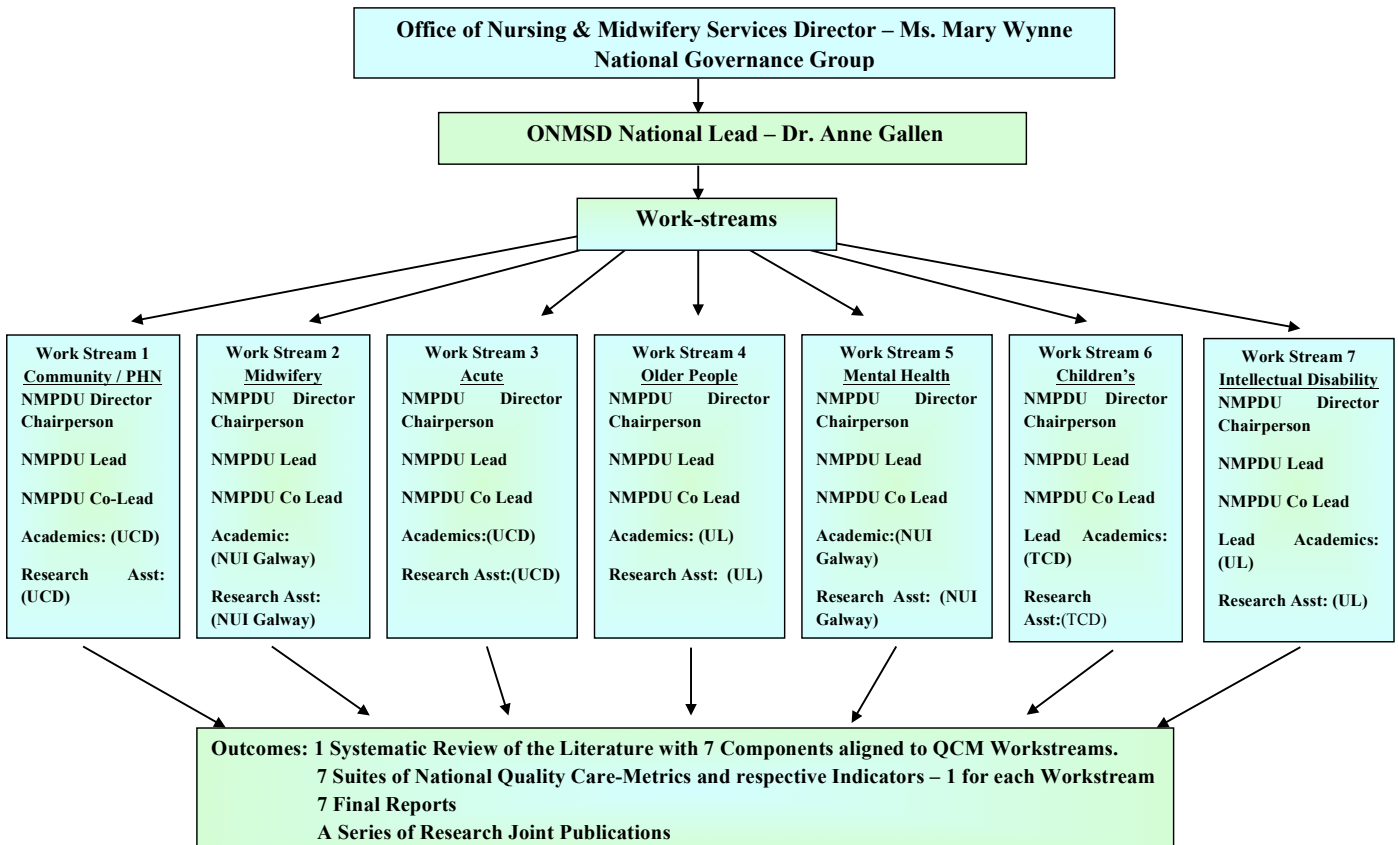 Office of Nursing & Midwifery Services Director – Ms. Mary Wynne
National Governance Group
ONMSD National Lead – Dr. Anne Gallen
Work-streams
Work Stream 1
Community / PHN
NMPDU Director
Chairperson
NMPDU Lead
NMPDU Co-Lead
Academics: (UCD)
Research Asst:
(UCD)
Work Stream 2
Midwifery
NMPDU Director
Chairperson
NMPDU Lead
NMPDU Co Lead
Academic:
(NUI Galway)
Research Asst:
(NUI Galway)
Work Stream 3
Acute
NMPDU Director
Chairperson
NMPDU Lead
NMPDU Co Lead
Academics:(UCD)
Research Asst:(UCD)
Work Stream 4
Older People
NMPDU Director
Chairperson
NMPDU Lead
NMPDU Co Lead
Academics: (UL)
Research Asst: (UL)
Work Stream 5
Mental Health
NMPDU Director
Chairperson
NMPDU Lead
NMPDU Co Lead
Academic:(NUI
Galway)
Research Asst: (NUI
Galway)
Work Stream 6
Children's
NMPDU Director
Chairperson
NMPDU Lead
NMPDU Co Lead
Lead Academics:
(TCD)
Research
Asst:(TCD)
Work Stream 7
Intellectual Disability
NMPDU Director
Chairperson
NMPDU Lead
NMPDU Co Lead
Lead Academics:
(UL)
Research Asst: (UL)
Outcomes: 1 Systematic Review of the Literature with 7 Components aligned to QCM Workstreams.
7 Suites of National Quality Care-Metrics and respective Indicators – 1 for each Workstream
7 Final Reports
A Series of Research Joint Publications